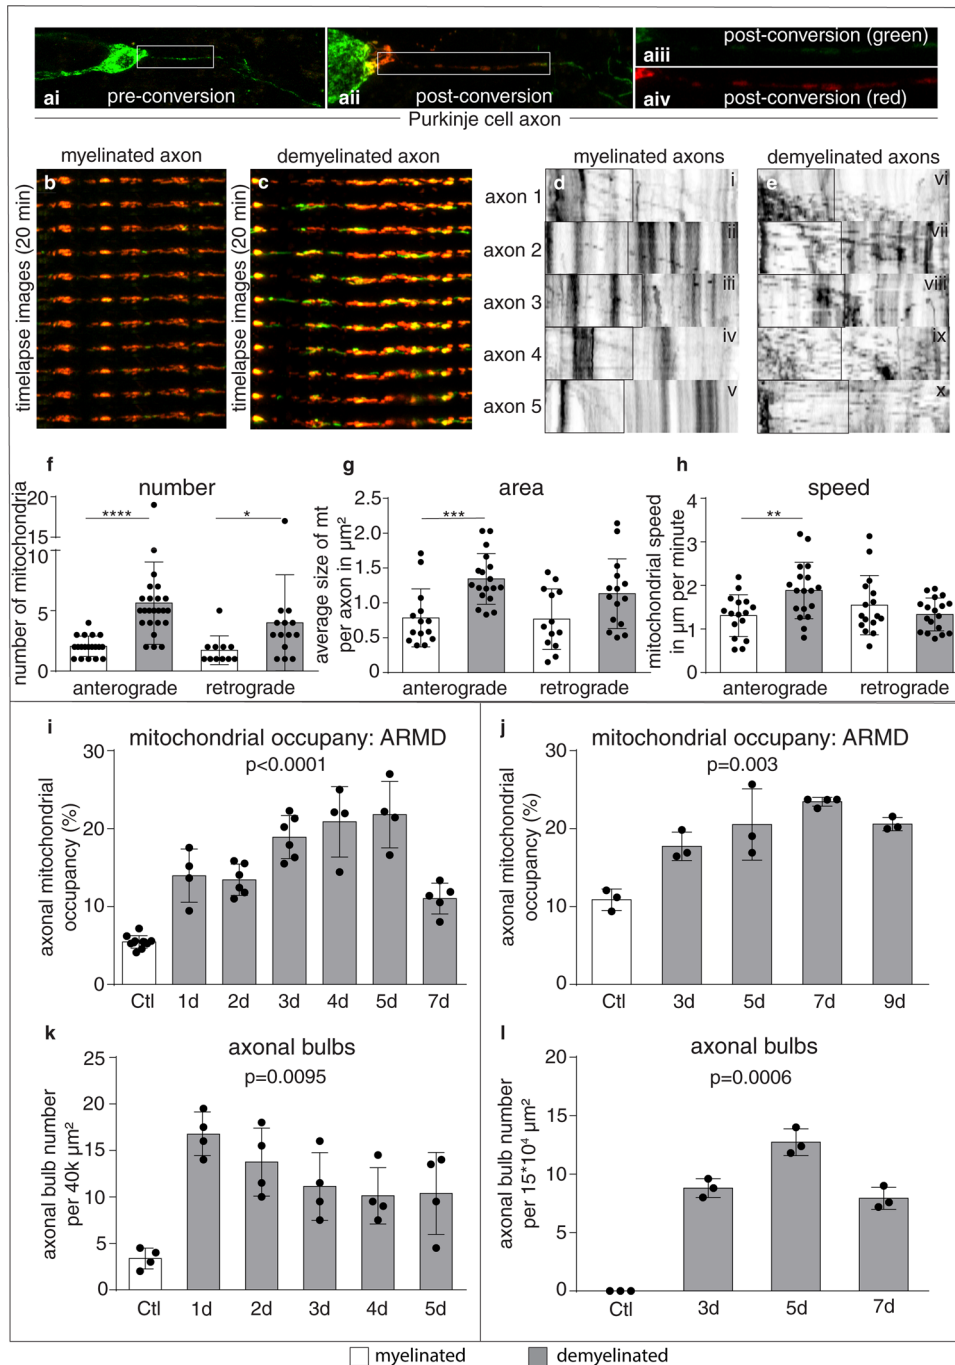 ai pre-conversion
aii post-conversion
aiii post-conversion (green)
aiv post-conversion (red)
Purkinje cell axon
myelinated axon
demyelinated axon
myelinated axons
demyelinated axons
timelapse images (20 min)
b
timelapse images (20 min)
c
d
e
axon 1
i
vi
axon 2
ii
vii
axon 3
iii
viii
axon 4
iv
ix
axon 5
v
x
f
number
number of mitochondria
20
15
10
5
0
****
*
anterograde
retrograde
g
area
average size of mt
per axon in µm²
2.5
2.0
1.5
1.0
0.5
0
***
anterograde
retrograde
h
speed
mitochondrial speed
in µm per minute
4
3
2
1
0
**
anterograde
retrograde
i
mitochondrial occupany: ARMD
p<0.0001
axonal mitochondrial
occupancy (%)
30
20
10
0
Ctl 1d 2d 3d 4d 5d 7d
j
mitochondrial occupany: ARMD
p=0.003
axonal mitochondrial
occupancy (%)
30
20
10
0
Ctl 3d 5d 7d 9d
k
axonal bulbs
p=0.0095
axonal bulb number
per 40k µm²
25
20
15
10
5
0
Ctl 1d 2d 3d 4d 5d
l
axonal bulbs
p=0.0006
axonal bulb number
per 15*10⁴ µm²
20
15
10
5
0
Ctl 3d 5d 7d
myelinated
demyelinated